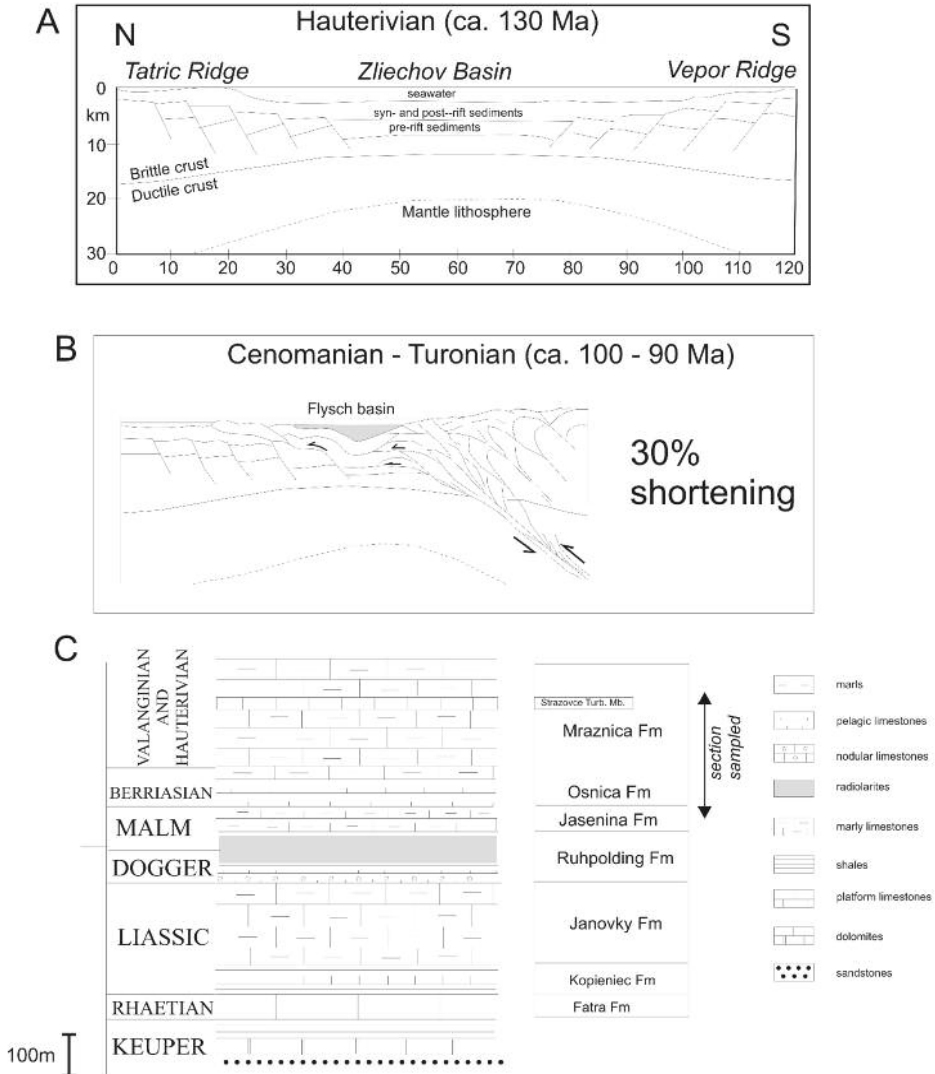 A
Hauterivian (ca. 130 Ma)
N
S
Tatric Ridge
Zliechov Basin
Vepor Ridge
0
km
10
20
30
seawater
syn- and post--rift sediments
pre-rift sediments
Brittle crust
Ductile crust
Mantle lithosphere
0 10 20 30 40 50 60 70 80 90 100 110 120
B
Cenomanian - Turonian (ca. 100 - 90 Ma)
Flysch basin
30%
shortening
C
VALANGINIAN
AND
HAUTERIVIAN
BERRIASIAN
MALM
DOGGER
LIASSIC
RHAETIAN
KEUPER
100m
Strazovce Turb. Mb.
Mraznica Fm
Osnica Fm
Jasenina Fm
Ruhpolding Fm
Janovky Fm
Kopieniec Fm
Fatra Fm
section
sampled
marls
pelagic limestones
nodular limestones
radiolarites
marly limestones
shales
platform limestones
dolomites
sandstones